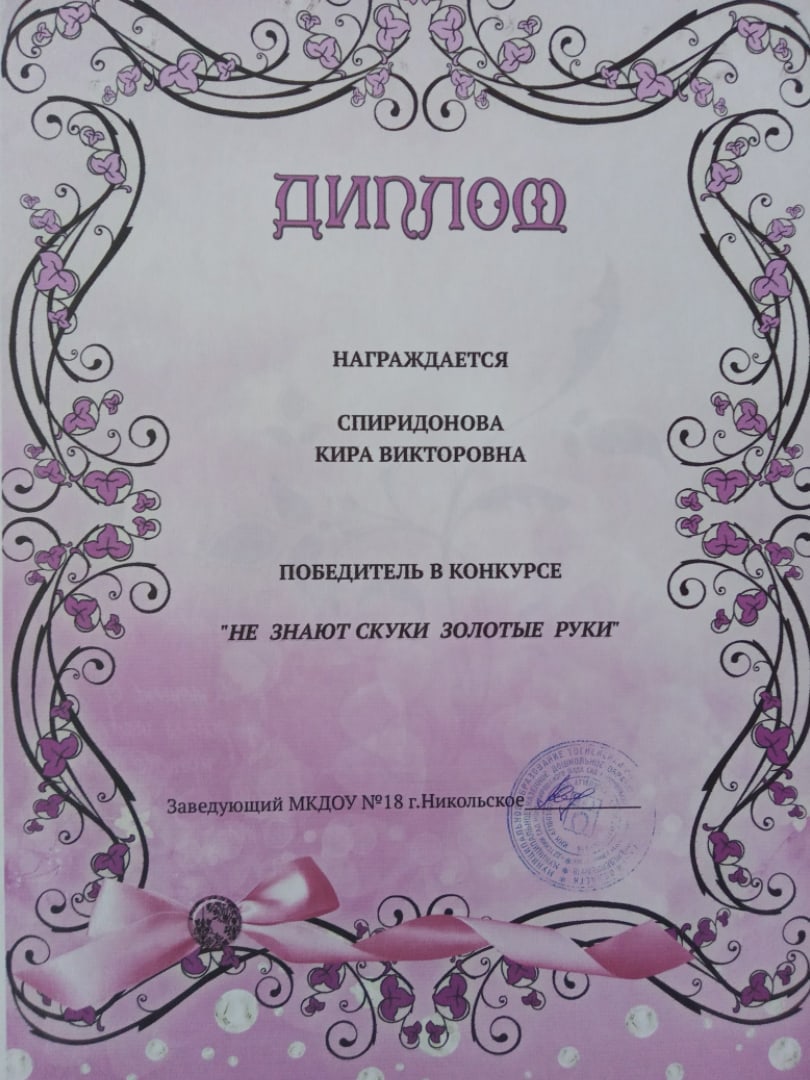 ДИПЛОМ
НАГРАЖДАЕТСЯ
СПИРИДОНОВА
КИРА ВИКТОРОВНА
ПОБЕДИТЕЛЬ В КОНКУРСЕ
"НЕ ЗНАЮТ СКУКИ ЗОЛОТЫЕ РУКИ"
Заведующий МКДОУ №18 г.Никольское